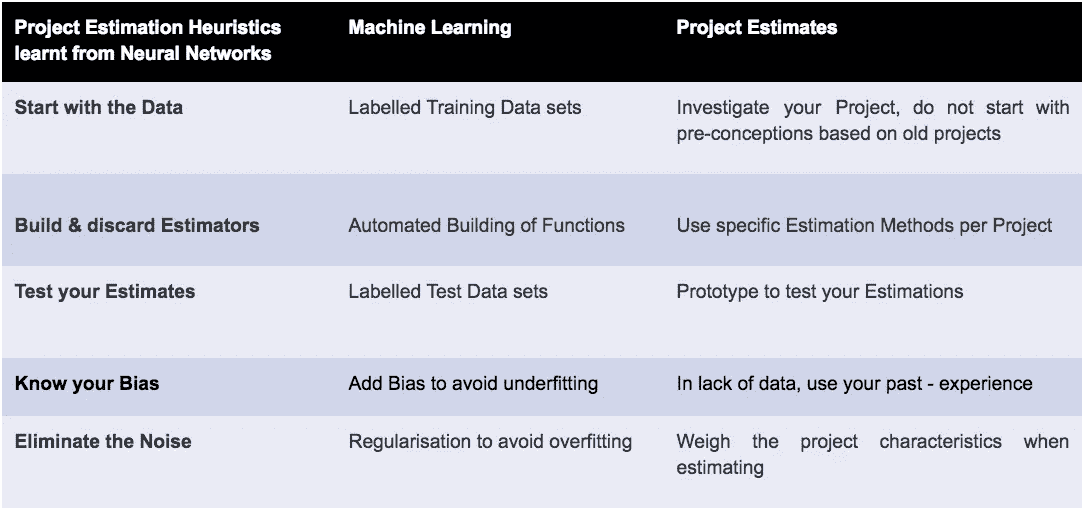 Project Estimation Heuristics
learnt from Neural Networks
Machine Learning
Project Estimates
Start with the Data
Labelled Training Data sets
Investigate your Project, do not start with
pre-conceptions based on old projects
Build & discard Estimators
Automated Building of Functions
Use specific Estimation Methods per Project
Test your Estimates
Labelled Test Data sets
Prototype to test your Estimations
Know your Bias
Add Bias to avoid underfitting
In lack of data, use your past - experience
Eliminate the Noise
Regularisation to avoid overfitting
Weigh the project characteristics when
estimating